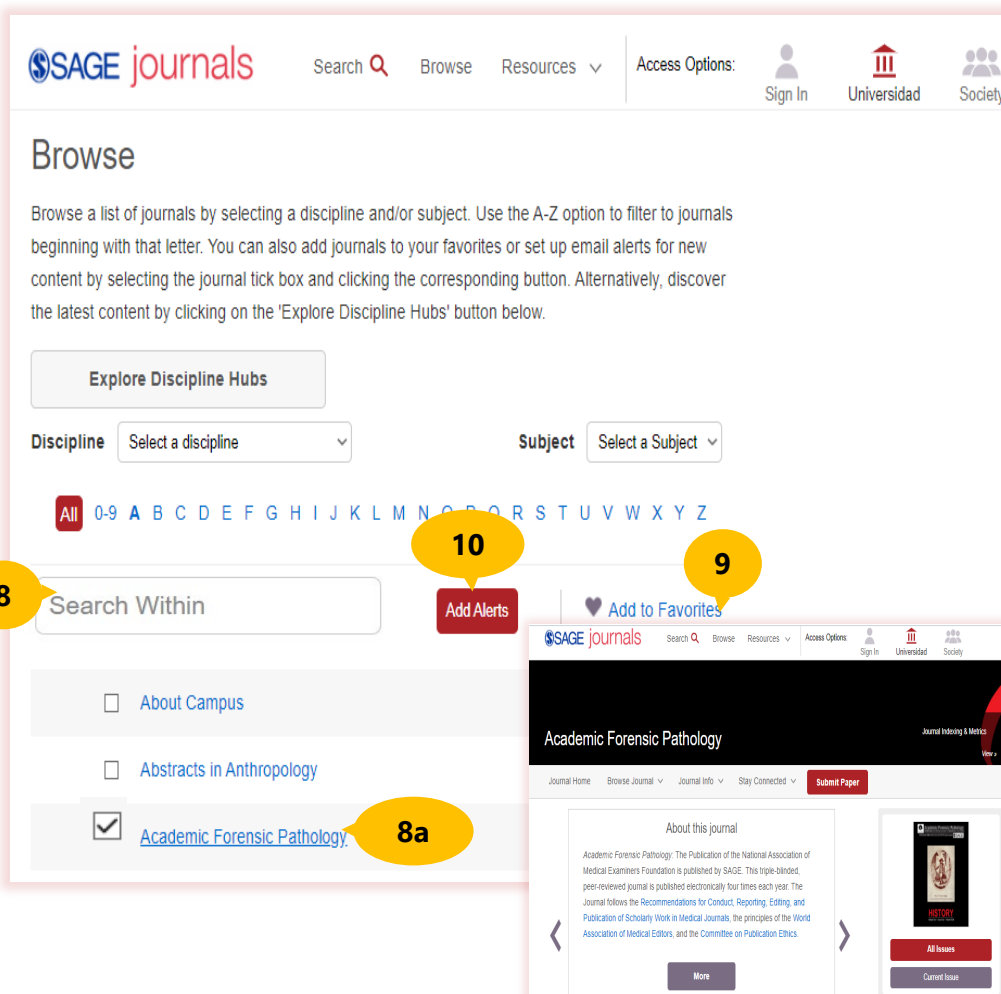 SAGE journals
Search Browse Resources Access Options:
Sign In Universidad Society
Browse
Browse a list of journals by selecting a discipline and/or subject. Use the A-Z option to filter to journals
beginning with that letter. You can also add journals to your favorites or set up email alerts for new
content by selecting the journal tick box and clicking the corresponding button. Alternatively, discover
the latest content by clicking on the 'Explore Discipline Hubs' button below.
Explore Discipline Hubs
Discipline Select a discipline Subject Select a Subject
All 0-9 A B C D E F G H I J K L M N O P Q R S T U V W X Y Z
10
9
8
Search Within
Add Alerts
Add to Favorites
About Campus
Abstracts in Anthropology
Academic Forensic Pathology
8a
SAGE journals Search Browse Resources Access Options:
Sign In Universidad Society
Academic Forensic Pathology
Journal Indexing & Metrics
View »
Journal Home Browse Journal Journal Info Stay Connected Submit Paper
About this journal
Academic Forensic Pathology: The Publication of the National Association of
Medical Examiners Foundation is published by SAGE. This triple-blinded,
peer-reviewed journal is published electronically four times each year. The
Journal follows the Recommendations for Conduct, Reporting, Editing, and
Publication of Scholarly Work in Medical Journals, the principles of the World
Association of Medical Editors, and the Committee on Publication Ethics.
More
HISTORY
All Issues
Current Issue